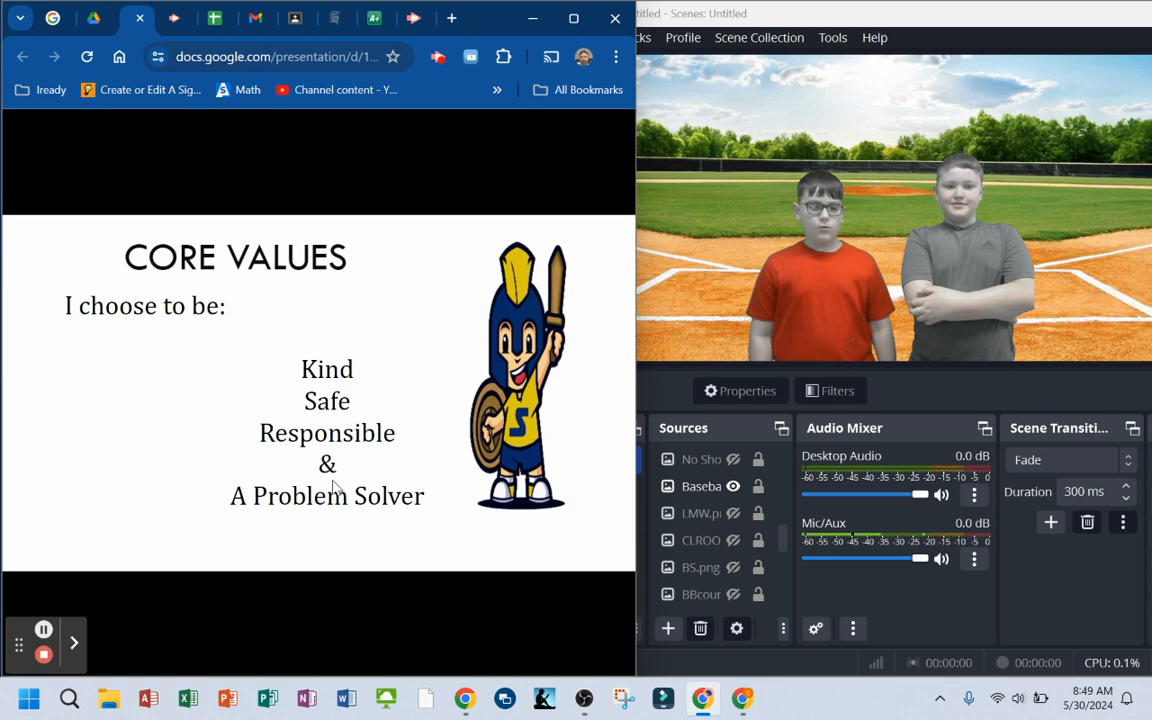 docs.google.com/presentation/d/1...
Iready
Create or Edit A Sig...
Math
Channel content - Y...
»
All Bookmarks
CORE VALUES
I choose to be:
Kind
Safe
Responsible
&
A Problem Solver
S
titled - Scenes: Untitled
cks Profile Scene Collection Tools Help
Properties
Filters
Sources
No Sho
Baseba
LMW.p
CLROO
BS.png
BBcour
Audio Mixer
Desktop Audio 0.0 dB
-60 -55 -50 -45 -40 -35 -30 -25 -20 -15 -10 -5 0
Mic/Aux 0.0 dB
-60 -55 -50 -45 -40 -35 -30 -25 -20 -15 -10 -5 0
Scene Transiti...
Fade
Duration 300 ms
00:00:00
00:00:00
CPU: 0.1%
8:49 AM
5/30/2024